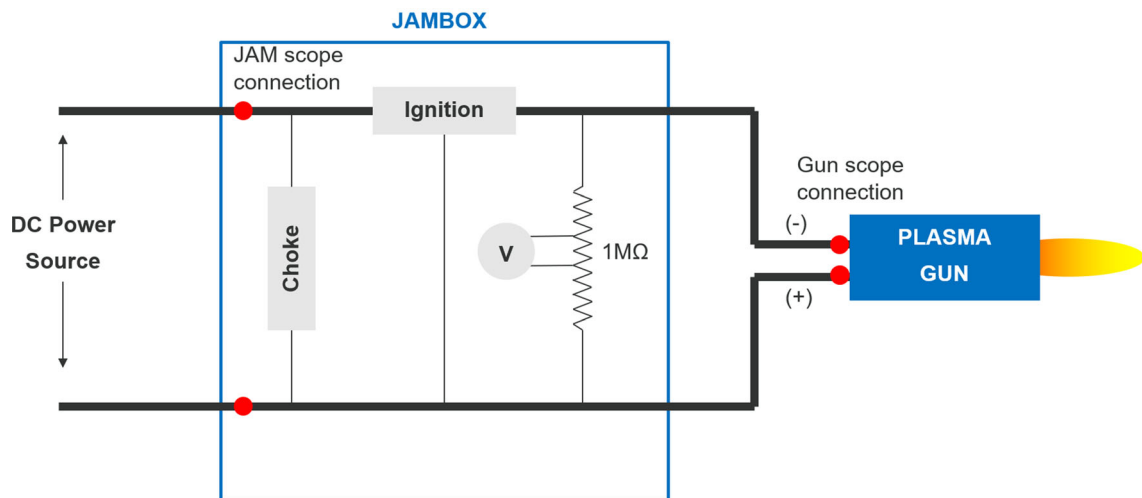 JAMBOX
JAM scope
connection
Ignition
Gun scope
connection
DC Power
Source
Choke
V
1MΩ
(-)
PLASMA
GUN
(+)